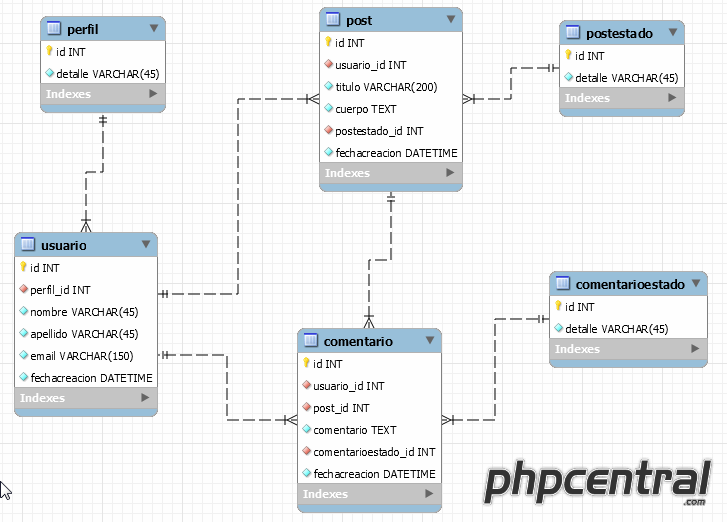 perfil
id INT
detalle VARCHAR(45)
Indexes
post
id INT
usuario_id INT
titulo VARCHAR(200)
cuerpo TEXT
postestado_id INT
fechacreacion DATETIME
Indexes
postestado
id INT
detalle VARCHAR(45)
Indexes
usuario
id INT
perfil_id INT
nombre VARCHAR(45)
apellido VARCHAR(45)
email VARCHAR(150)
fechacreacion DATETIME
Indexes
comentario
id INT
usuario_id INT
post_id INT
comentario TEXT
comentarioestado_id INT
fechacreacion DATETIME
Indexes
comentarioestado
id INT
detalle VARCHAR(45)
Indexes
phpcentral
.com